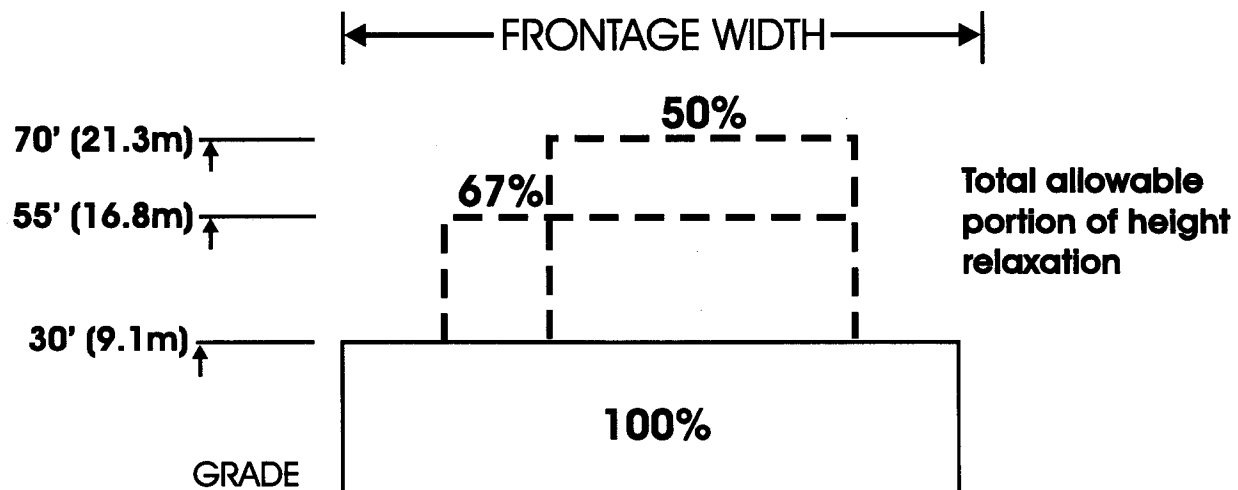 FRONTAGE WIDTH
50%
70' (21.3m)
67%
55' (16.8m)
Total allowable
portion of height
relaxation
30' (9.1m)
100%
GRADE